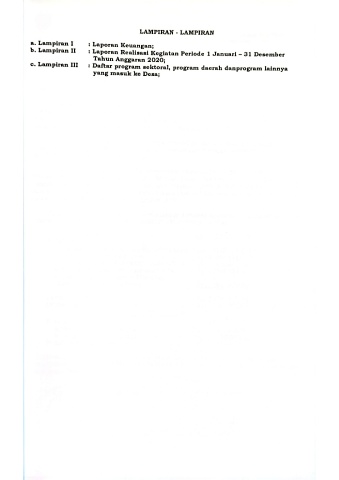 LAMPIRAN - LAMPIRAN
a. Lampiran I : Laporan Keuangan;
b. Lampiran II : Laporan Realisasi Kegiatan Periode 1 Januari – 31 Desember
Tahun Anggaran 2020;
c. Lampiran III : Daftar program sektoral, program daerah danprogram lainnya
yang masuk ke Desa;